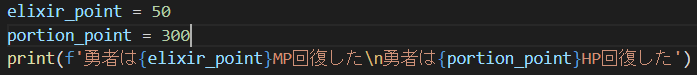 elixir_point = 50
portion_point = 300
print(f'勇者は{elixir_point}MP回復した\n勇者は{portion_point}HP回復した')